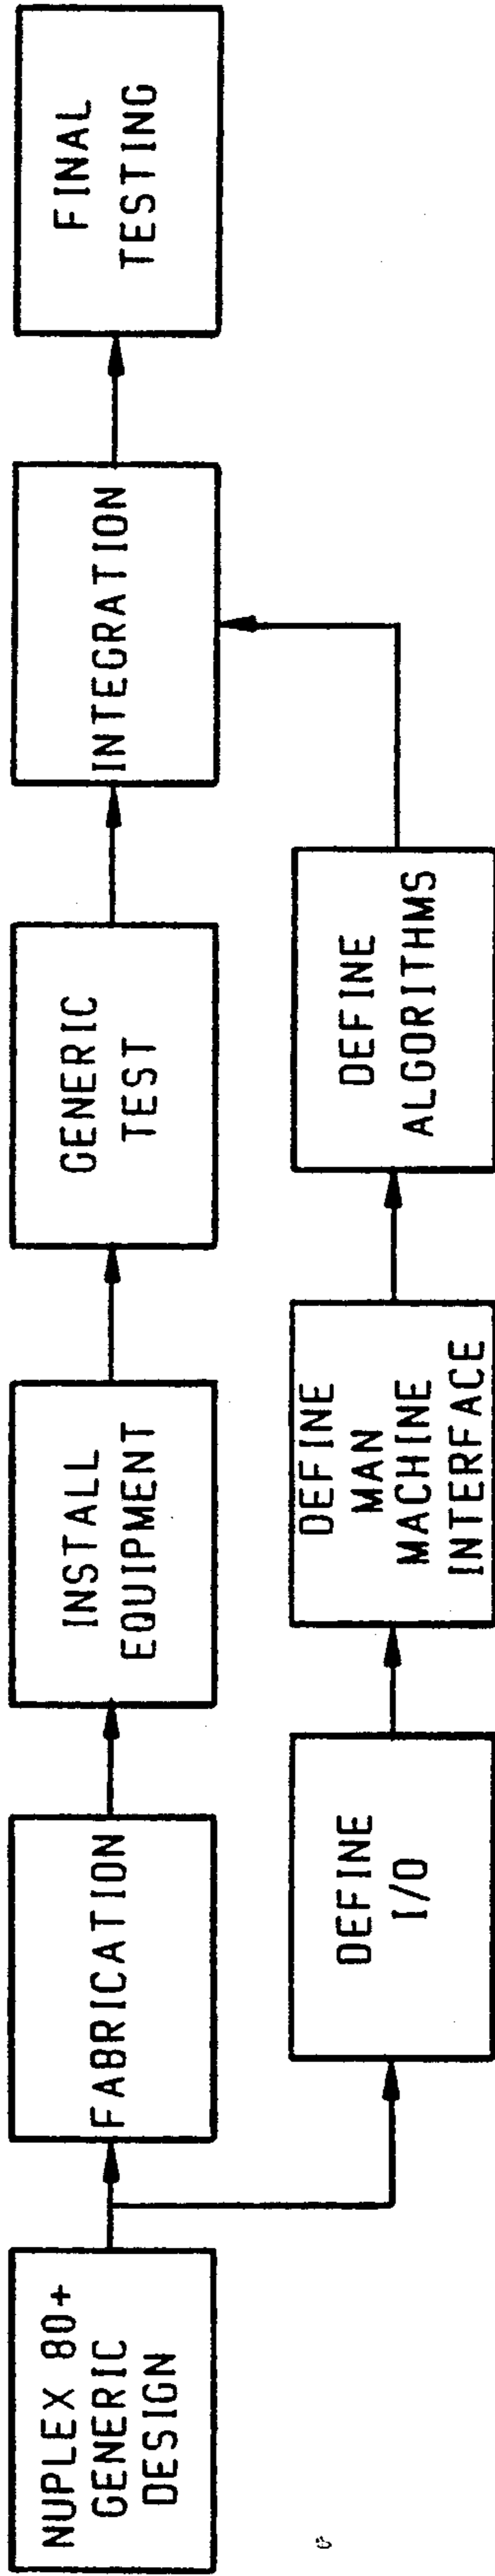 NUPLEX 80+
GENERIC
DESIGN
FABRICATION
INSTALL
EQUIPMENT
GENERIC
TEST
INTEGRATION
FINAL
TESTING
DEFINE
I/O
DEFINE
MAN
MACHINE
INTERFACE
DEFINE
ALGORITHMS